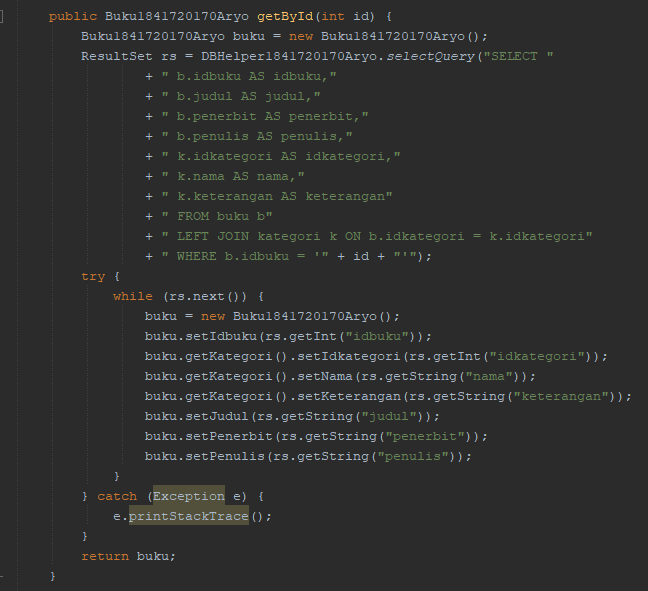 public Buku1841720170Aryo getById(int id) {
Buku1841720170Aryo buku = new Buku1841720170Aryo();
ResultSet rs = DBHelper1841720170Aryo.selectQuery("SELECT "
+ " b.idbuku AS idbuku,"
+ " b.judul AS judul,"
+ " b.penerbit AS penerbit,"
+ " b.penulis AS penulis,"
+ " k.idkategori AS idkategori,"
+ " k.nama AS nama,"
+ " k.keterangan AS keterangan"
+ " FROM buku b"
+ " LEFT JOIN kategori k ON b.idkategori = k.idkategori"
+ " WHERE b.idbuku = '" + id + "'");
try {
while (rs.next()) {
buku = new Buku1841720170Aryo();
buku.setIdbuku(rs.getInt("idbuku"));
buku.getKategori().setIdkategori(rs.getInt("idkategori"));
buku.getKategori().setNama(rs.getString("nama"));
buku.getKategori().setKeterangan(rs.getString("keterangan"));
buku.setJudul(rs.getString("judul"));
buku.setPenerbit(rs.getString("penerbit"));
buku.setPenulis(rs.getString("penulis"));
}
} catch (Exception e) {
e.printStackTrace();
}
return buku;
}